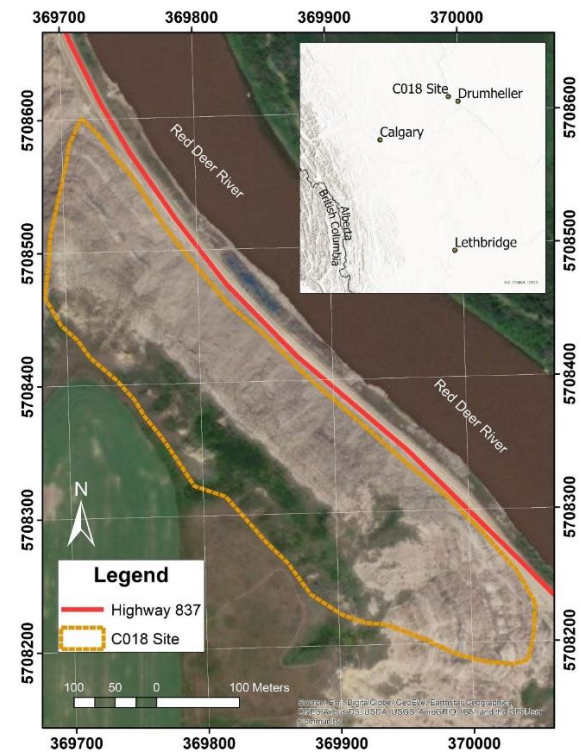 369700
369800
369900
370000
5708600
5708500
5708400
5708300
5708200
Red Deer River
Red Deer River
C018 Site
Drumheller
Calgary
Alberta
British Columbia
Lethbridge
5708600
5708500
5708400
5708300
5708200
N
Legend
Highway 837
C018 Site
100 50 0 100 Meters
Community
369700
369800
369900
370000